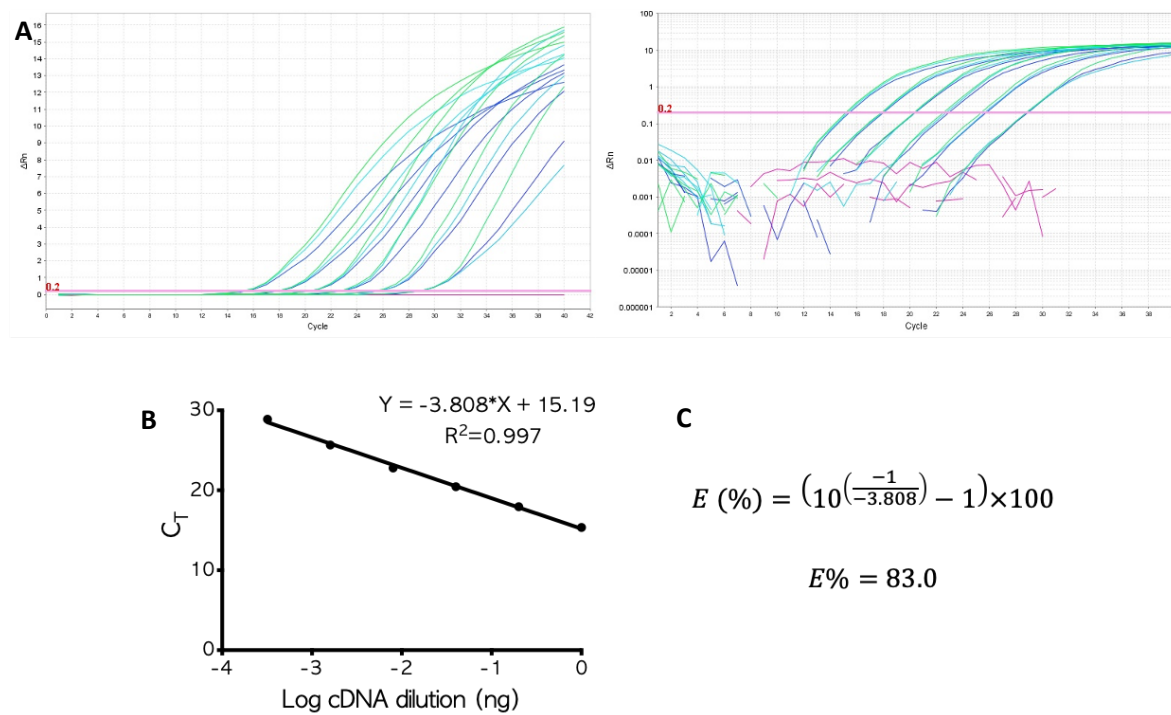 A
16
15
14
13
12
11
10
9
8
7
6
5
4
3
2
1
0
ΔRn
0.2
0 2 4 6 8 10 12 14 16 18 20 22 24 26 28 30 32 34 36 38 40 42
Cycle
100
10
1
0.1
0.01
0.001
0.0001
0.00001
0.000001
ΔRn
0.2
2 4 6 8 10 12 14 16 18 20 22 24 26 28 30 32 34 36 38
Cycle
B
Y = -3.808*X + 15.19
R²=0.997
30
20
10
0
C_T
-4 -3 -2 -1 0
Log cDNA dilution (ng)
C
E (%) = (10^(−1/−3.808) − 1)×100
E% = 83.0